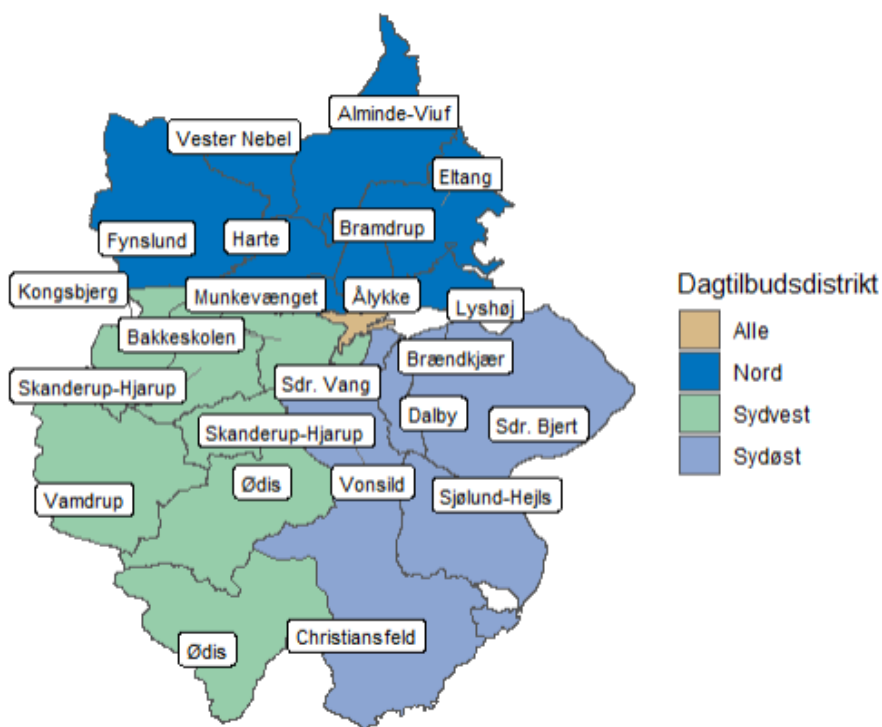 Alminde-Viuf
Vester Nebel
Eltang
Bramdrup
Fynslund
Harte
Kongsbjerg
Munkevænget
Ålykke
Lyshøj
Bakkeskolen
Brændkjær
Skanderup-Hjarup
Sdr. Vang
Dalby
Sdr. Bjert
Skanderup-Hjarup
Ødis
Vonsild
Sjølund-Hejls
Vamdrup
Christiansfeld
Ødis
Dagtilbudsdistrikt
Alle
Nord
Sydvest
Sydøst